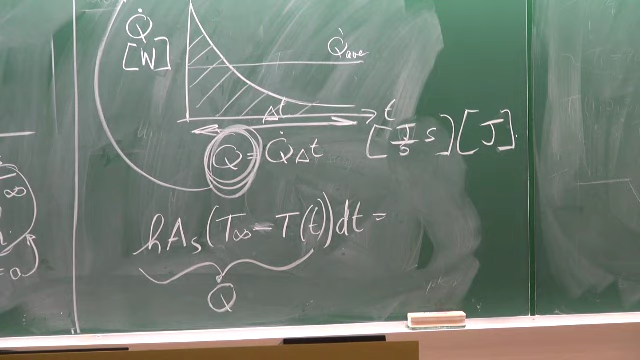 Q̇
[W]
Q̇ave
Δt
t
Q = Q̇Δt
[J/s s] [J]
hAs(T∞ − T(t))dt =
Q
∞
=a